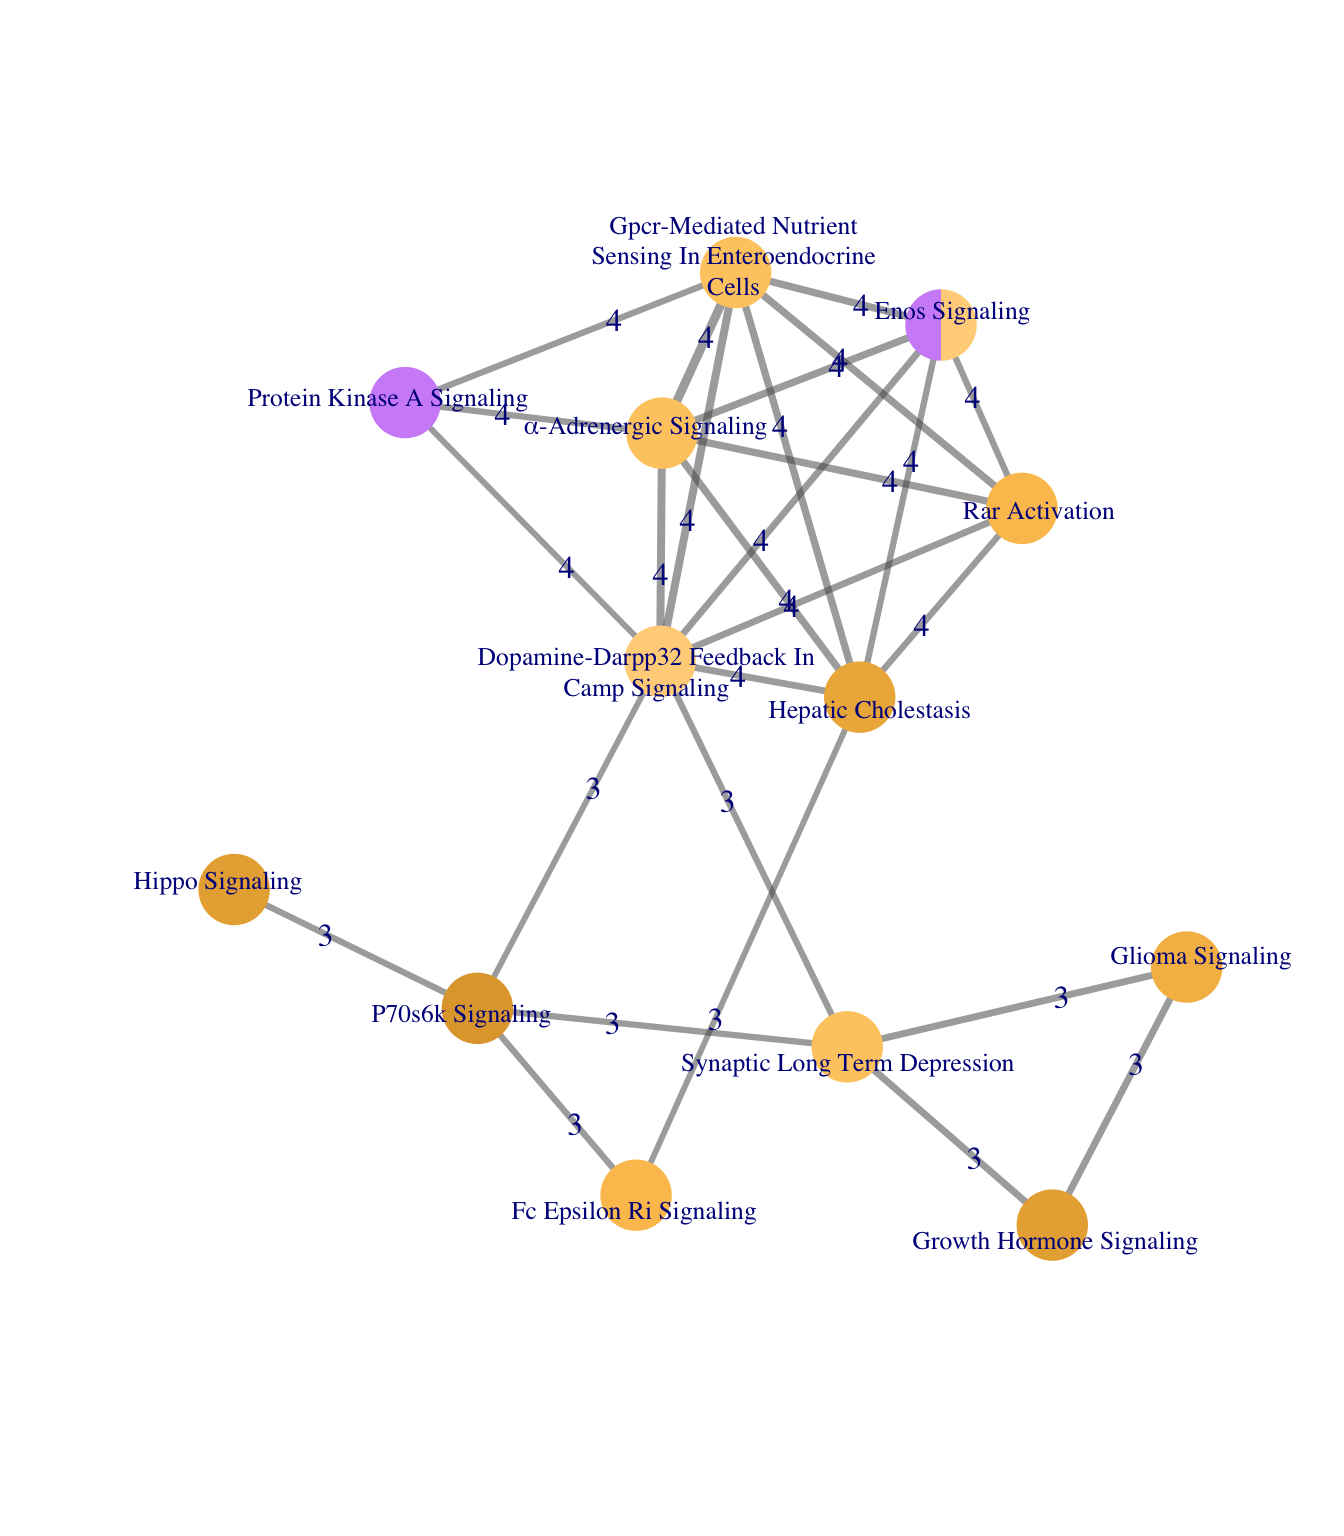 Gpcr-Mediated Nutrient
Sensing In Enteroendocrine
Cells
4
Enos Signaling
4
4
4
4
Protein Kinase A Signaling
4
4
α-Adrenergic Signaling
4
4
4
Rar Activation
4
4
4
4
4
4
4
Dopamine-Darpp32 Feedback In
Camp Signaling
4
Hepatic Cholestasis
3
3
Hippo Signaling
3
Glioma Signaling
3
P70s6k Signaling
3
3
Synaptic Long Term Depression
3
3
3
Fc Epsilon Ri Signaling
Growth Hormone Signaling